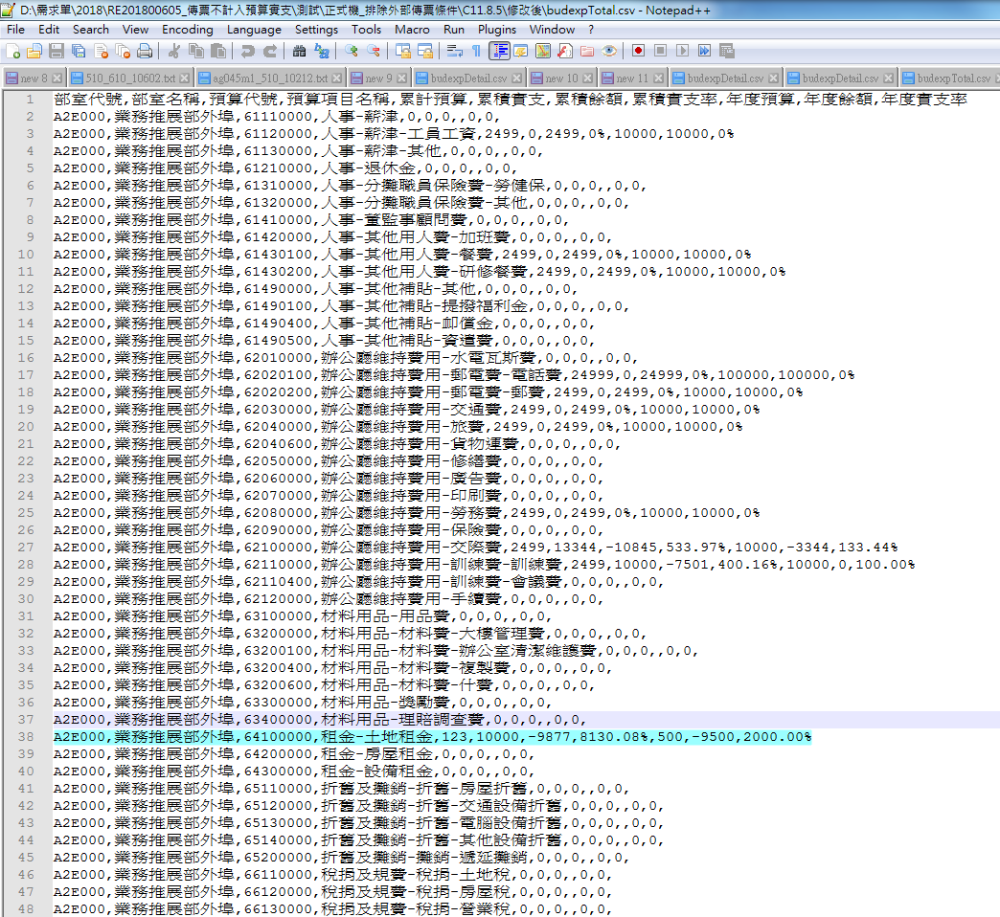 D:\需求單\2018\RE201800605_傳票不計入預算實支\測試\正式機_排除外部傳票條件\C11.8.5\修改後\budexpTotal.csv - Notepad++
File Edit Search View Encoding Language Settings Tools Macro Run Plugins Window ?
new 8 510_610_10602.txt ag045m1_510_10212.txt new 9 budexpDetail.csv new 10 new 11 budexpDetail.csv budexpDetail.csv budexpTotal.csv
1 部室代號,部室名稱,預算代號,預算項目名稱,累計預算,累積實支,累積餘額,累積實支率,年度預算,年度餘額,年度實支率
2 A2E000,業務推展部外埠,61110000,人事-薪津,0,0,0,,0,0,
3 A2E000,業務推展部外埠,61120000,人事-薪津-工員工資,2499,0,2499,0%,10000,10000,0%
4 A2E000,業務推展部外埠,61130000,人事-薪津-其他,0,0,0,,0,0,
5 A2E000,業務推展部外埠,61210000,人事-退休金,0,0,0,,0,0,
6 A2E000,業務推展部外埠,61310000,人事-分攤職員保險費-勞健保,0,0,0,,0,0,
7 A2E000,業務推展部外埠,61320000,人事-分攤職員保險費-其他,0,0,0,,0,0,
8 A2E000,業務推展部外埠,61410000,人事-董監事顧問費,0,0,0,,0,0,
9 A2E000,業務推展部外埠,61420000,人事-其他用人費-加班費,0,0,0,,0,0,
10 A2E000,業務推展部外埠,61430100,人事-其他用人費-餐費,2499,0,2499,0%,10000,10000,0%
11 A2E000,業務推展部外埠,61430200,人事-其他用人費-研修餐費,2499,0,2499,0%,10000,10000,0%
12 A2E000,業務推展部外埠,61490000,人事-其他補貼-其他,0,0,0,,0,0,
13 A2E000,業務推展部外埠,61490100,人事-其他補貼-提撥福利金,0,0,0,,0,0,
14 A2E000,業務推展部外埠,61490400,人事-其他補貼-卹償金,0,0,0,,0,0,
15 A2E000,業務推展部外埠,61490500,人事-其他補貼-資遣費,0,0,0,,0,0,
16 A2E000,業務推展部外埠,62010000,辦公廳維持費用-水電瓦斯費,0,0,0,,0,0,
17 A2E000,業務推展部外埠,62020100,辦公廳維持費用-郵電費-電話費,24999,0,24999,0%,100000,100000,0%
18 A2E000,業務推展部外埠,62020200,辦公廳維持費用-郵電費-郵費,2499,0,2499,0%,10000,10000,0%
19 A2E000,業務推展部外埠,62030000,辦公廳維持費用-交通費,2499,0,2499,0%,10000,10000,0%
20 A2E000,業務推展部外埠,62040000,辦公廳維持費用-旅費,2499,0,2499,0%,10000,10000,0%
21 A2E000,業務推展部外埠,62040600,辦公廳維持費用-貨物運費,0,0,0,,0,0,
22 A2E000,業務推展部外埠,62050000,辦公廳維持費用-修繕費,0,0,0,,0,0,
23 A2E000,業務推展部外埠,62060000,辦公廳維持費用-廣告費,0,0,0,,0,0,
24 A2E000,業務推展部外埠,62070000,辦公廳維持費用-印刷費,0,0,0,,0,0,
25 A2E000,業務推展部外埠,62080000,辦公廳維持費用-勞務費,2499,0,2499,0%,10000,10000,0%
26 A2E000,業務推展部外埠,62090000,辦公廳維持費用-保險費,0,0,0,,0,0,
27 A2E000,業務推展部外埠,62100000,辦公廳維持費用-交際費,2499,13344,-10845,533.97%,10000,-3344,133.44%
28 A2E000,業務推展部外埠,62110000,辦公廳維持費用-訓練費-訓練費,2499,10000,-7501,400.16%,10000,0,100.00%
29 A2E000,業務推展部外埠,62110400,辦公廳維持費用-訓練費-會議費,0,0,0,,0,0,
30 A2E000,業務推展部外埠,62120000,辦公廳維持費用-手續費,0,0,0,,0,0,
31 A2E000,業務推展部外埠,63100000,材料用品-用品費,0,0,0,,0,0,
32 A2E000,業務推展部外埠,63200000,材料用品-材料費-大樓管理費,0,0,0,,0,0,
33 A2E000,業務推展部外埠,63200100,材料用品-材料費-辦公室清潔維護費,0,0,0,,0,0,
34 A2E000,業務推展部外埠,63200400,材料用品-材料費-複製費,0,0,0,,0,0,
35 A2E000,業務推展部外埠,63200600,材料用品-材料費-什費,0,0,0,,0,0,
36 A2E000,業務推展部外埠,63300000,材料用品-獎勵費,0,0,0,,0,0,
37 A2E000,業務推展部外埠,63400000,材料用品-理賠調查費,0,0,0,,0,0,
38 A2E000,業務推展部外埠,64100000,租金-土地租金,123,10000,-9877,8130.08%,500,-9500,2000.00%
39 A2E000,業務推展部外埠,64200000,租金-房屋租金,0,0,0,,0,0,
40 A2E000,業務推展部外埠,64300000,租金-設備租金,0,0,0,,0,0,
41 A2E000,業務推展部外埠,65110000,折舊及攤銷-折舊-房屋折舊,0,0,0,,0,0,
42 A2E000,業務推展部外埠,65120000,折舊及攤銷-折舊-交通設備折舊,0,0,0,,0,0,
43 A2E000,業務推展部外埠,65130000,折舊及攤銷-折舊-電腦設備折舊,0,0,0,,0,0,
44 A2E000,業務推展部外埠,65140000,折舊及攤銷-折舊-其他設備折舊,0,0,0,,0,0,
45 A2E000,業務推展部外埠,65200000,折舊及攤銷-攤銷-遞延攤銷,0,0,0,,0,0,
46 A2E000,業務推展部外埠,66110000,稅捐及規費-稅捐-土地稅,0,0,0,,0,0,
47 A2E000,業務推展部外埠,66120000,稅捐及規費-稅捐-房屋稅,0,0,0,,0,0,
48 A2E000,業務推展部外埠,66130000,稅捐及規費-稅捐-營業稅,0,0,0,,0,0,